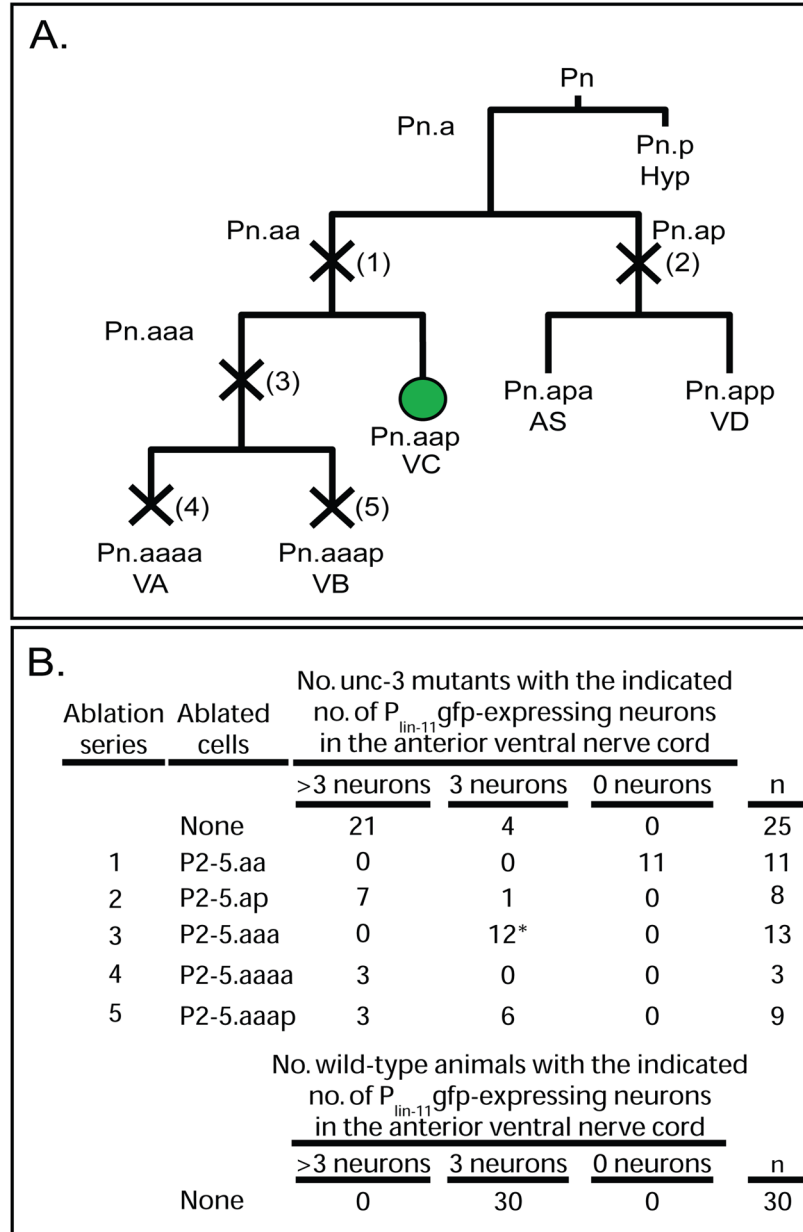 A.
Pn
Pn.a
Pn.p
Hyp
Pn.aa
(1)
Pn.ap
(2)
Pn.aaa
(3)
Pn.aap
VC
Pn.apa
AS
Pn.app
VD
(4)
(5)
Pn.aaaa
VA
Pn.aaap
VB
B.
No. unc-3 mutants with the indicated
Ablation series Ablated cells no. of Plin-11gfp-expressing neurons
in the anterior ventral nerve cord
>3 neurons 3 neurons 0 neurons n
None 21 4 0 25
1 P2-5.aa 0 0 11 11
2 P2-5.ap 7 1 0 8
3 P2-5.aaa 0 12* 0 13
4 P2-5.aaaa 3 0 0 3
5 P2-5.aaap 3 6 0 9
No. wild-type animals with the indicated
no. of Plin-11gfp-expressing neurons
in the anterior ventral nerve cord
>3 neurons 3 neurons 0 neurons n
None 0 30 0 30